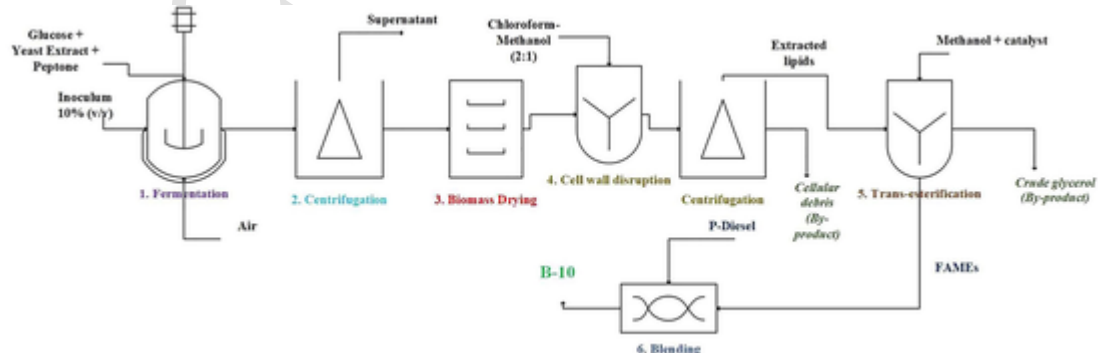 Glucose +
Yeast Extract +
Peptone
Inoculum
10% (v/v)
1. Fermentation
Air
Supernatant
2. Centrifugation
3. Biomass Drying
Chloroform-
Methanol
(2:1)
4. Cell wall disruption
Centrifugation
Extracted
lipids
Cellular
debris
(By-
product)
Methanol + catalyst
5. Trans-esterification
Crude glycerol
(By-product)
FAMEs
P-Diesel
B-10
6. Blending